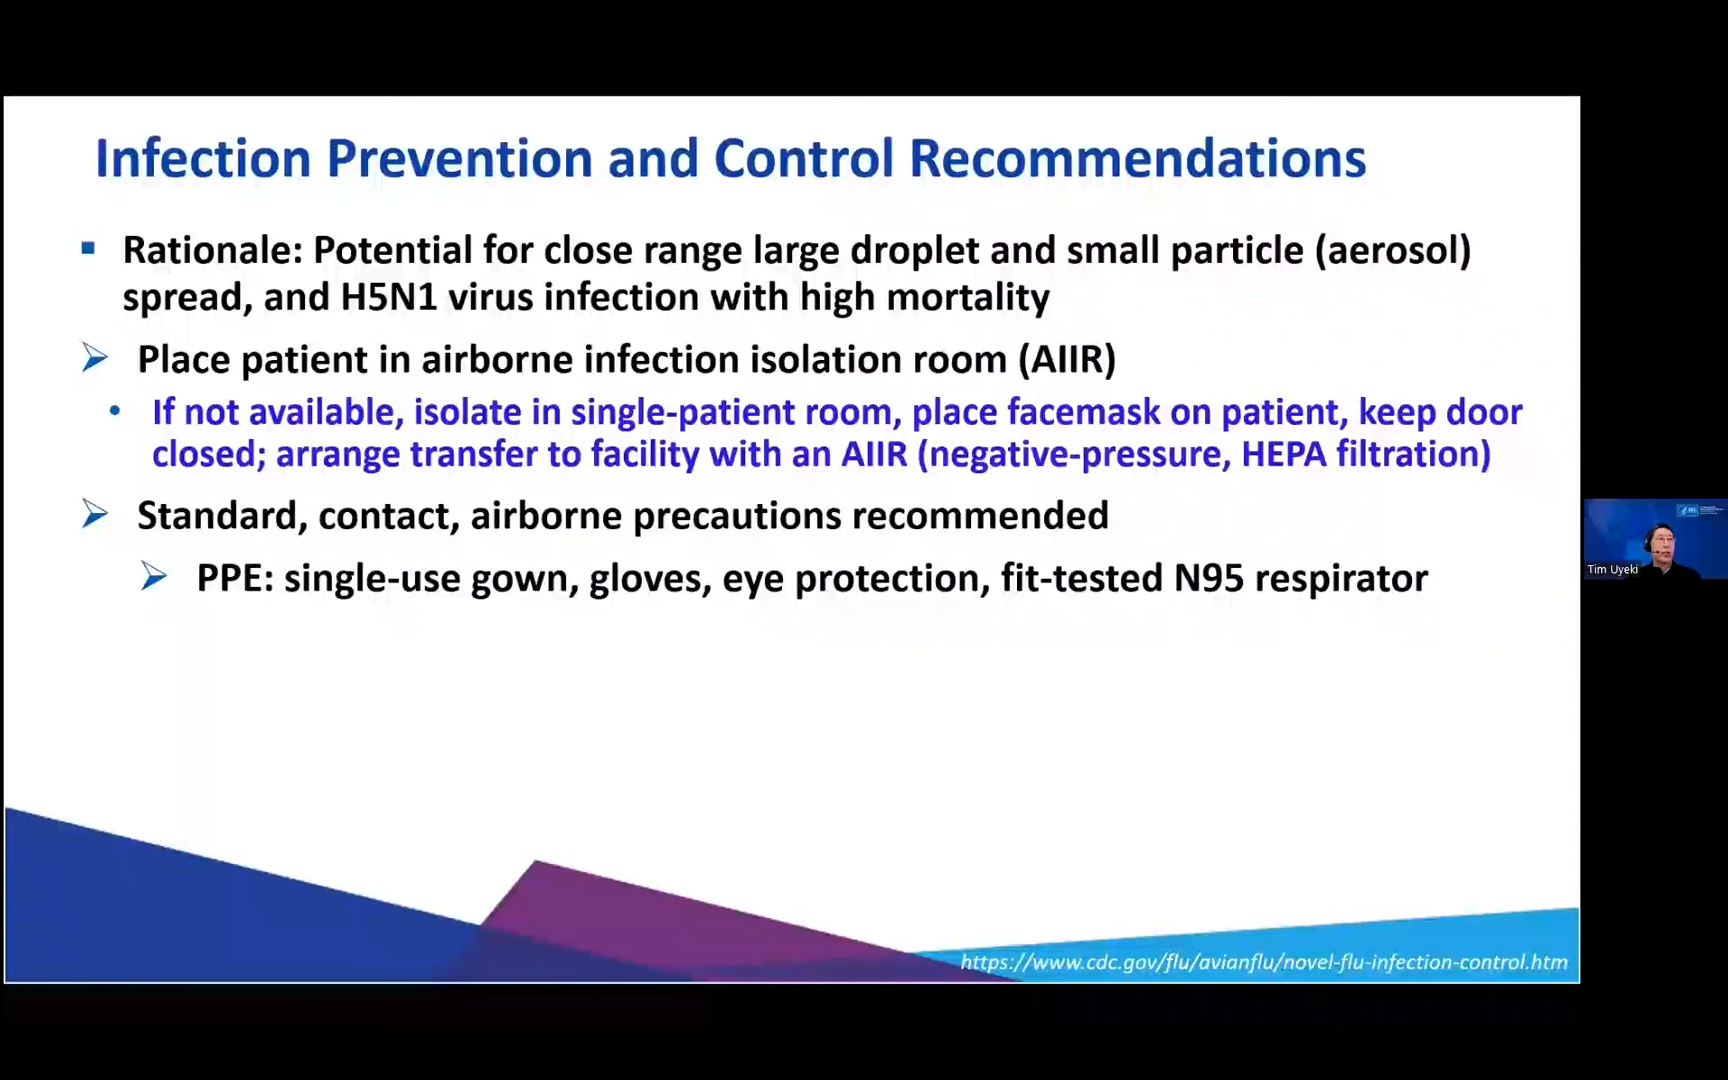 Infection Prevention and Control Recommendations
Rationale: Potential for close range large droplet and small particle (aerosol)
spread, and H5N1 virus infection with high mortality
Place patient in airborne infection isolation room (AIIR)
If not available, isolate in single-patient room, place facemask on patient, keep door
closed; arrange transfer to facility with an AIIR (negative-pressure, HEPA filtration)
Standard, contact, airborne precautions recommended
PPE: single-use gown, gloves, eye protection, fit-tested N95 respirator
https://www.cdc.gov/flu/avianflu/novel-flu-infection-control.htm
Tim Uyeki